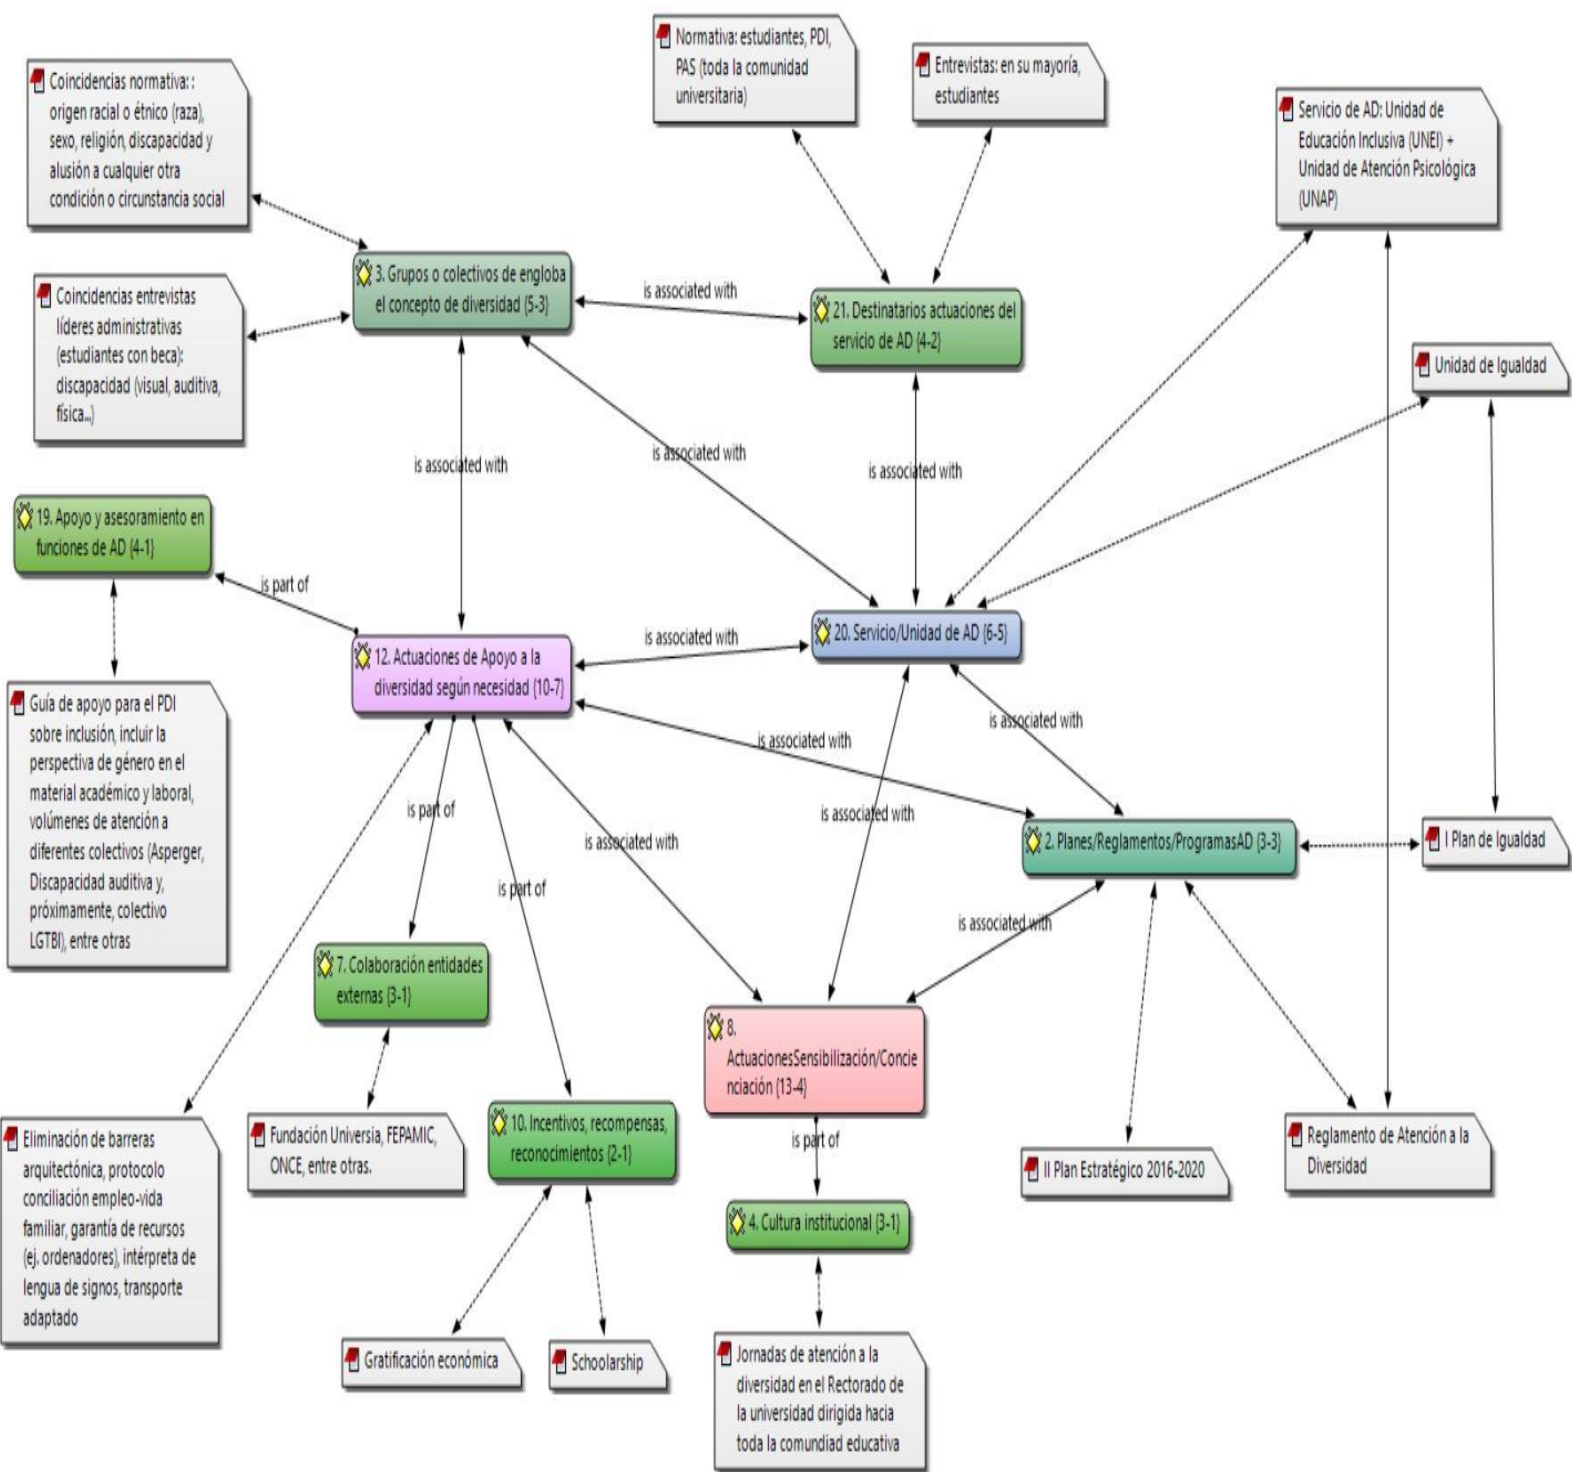 Normativa: estudiantes, PDI,
PAS (toda la comunidad
universitaria)
Entrevistas: en su mayoría,
estudiantes
Coincidencias normativa: :
origen racial o étnico (raza),
sexo, religión, discapacidad y
alusión a cualquier otra
condición o circunstancia social
Servicio de AD: Unidad de
Educación Inclusiva (UNEI) +
Unidad de Atención Psicológica
(UNAP)
3. Grupos o colectivos de engloba
el concepto de diversidad {5-3}
is associated with
21. Destinatarios actuaciones del
servicio de AD {4-2}
Coincidencias entrevistas
líderes administrativas
(estudiantes con beca):
discapacidad (visual, auditiva,
física...)
Unidad de Igualdad
is associated with
is associated with
is associated with
19. Apoyo y asesoramiento en
funciones de AD {4-1}
is part of
12. Actuaciones de Apoyo a la
diversidad según necesidad {10-7}
is associated with
20. Servicio/Unidad de AD {6-5}
Guía de apoyo para el PDI
sobre inclusión, incluir la
perspectiva de género en el
material académico y laboral,
volúmenes de atención a
diferentes colectivos (Asperger,
Discapacidad auditiva y,
próximamente, colectivo
LGTBI), entre otras
is associated with
is associated with
is part of
is associated with
is associated with
2. Planes/Reglamentos/ProgramasAD {3-3}
I Plan de Igualdad
is part of
is associated with
7. Colaboración entidades
externas {3-1}
8.
ActuacionesSensibilización/Concie
nciación {13-4}
Eliminación de barreras
arquitectónica, protocolo
conciliación empleo-vida
familiar, garantía de recursos
(ej. ordenadores), intérpreta de
lengua de signos, transporte
adaptado
Fundación Universia, FEPAMIC,
ONCE, entre otras.
10. Incentivos, recompensas,
reconocimientos {2-1}
is part of
II Plan Estratégico 2016-2020
Reglamento de Atención a la
Diversidad
4. Cultura institucional {3-1}
Gratificación económica
Schoolarship
Jornadas de atención a la
diversidad en el Rectorado de
la universidad dirigida hacia
toda la comundiad educativa